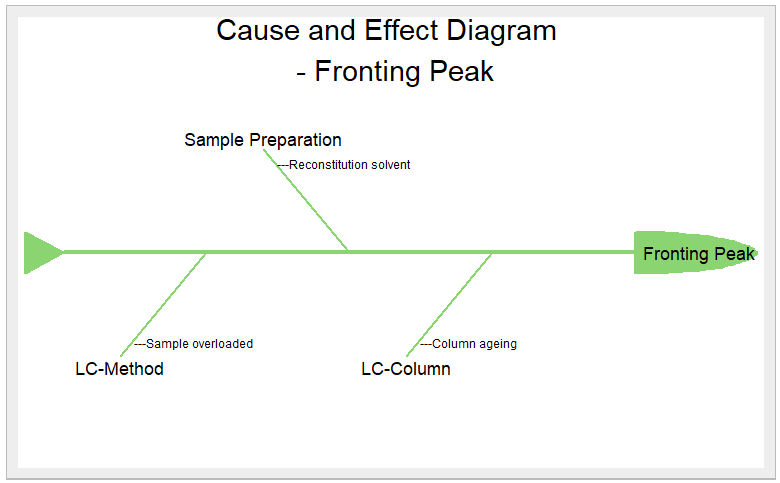 Cause and Effect Diagram
- Fronting Peak
Sample Preparation
---Reconstitution solvent
Fronting Peak
---Sample overloaded
LC-Method
---Column ageing
LC-Column